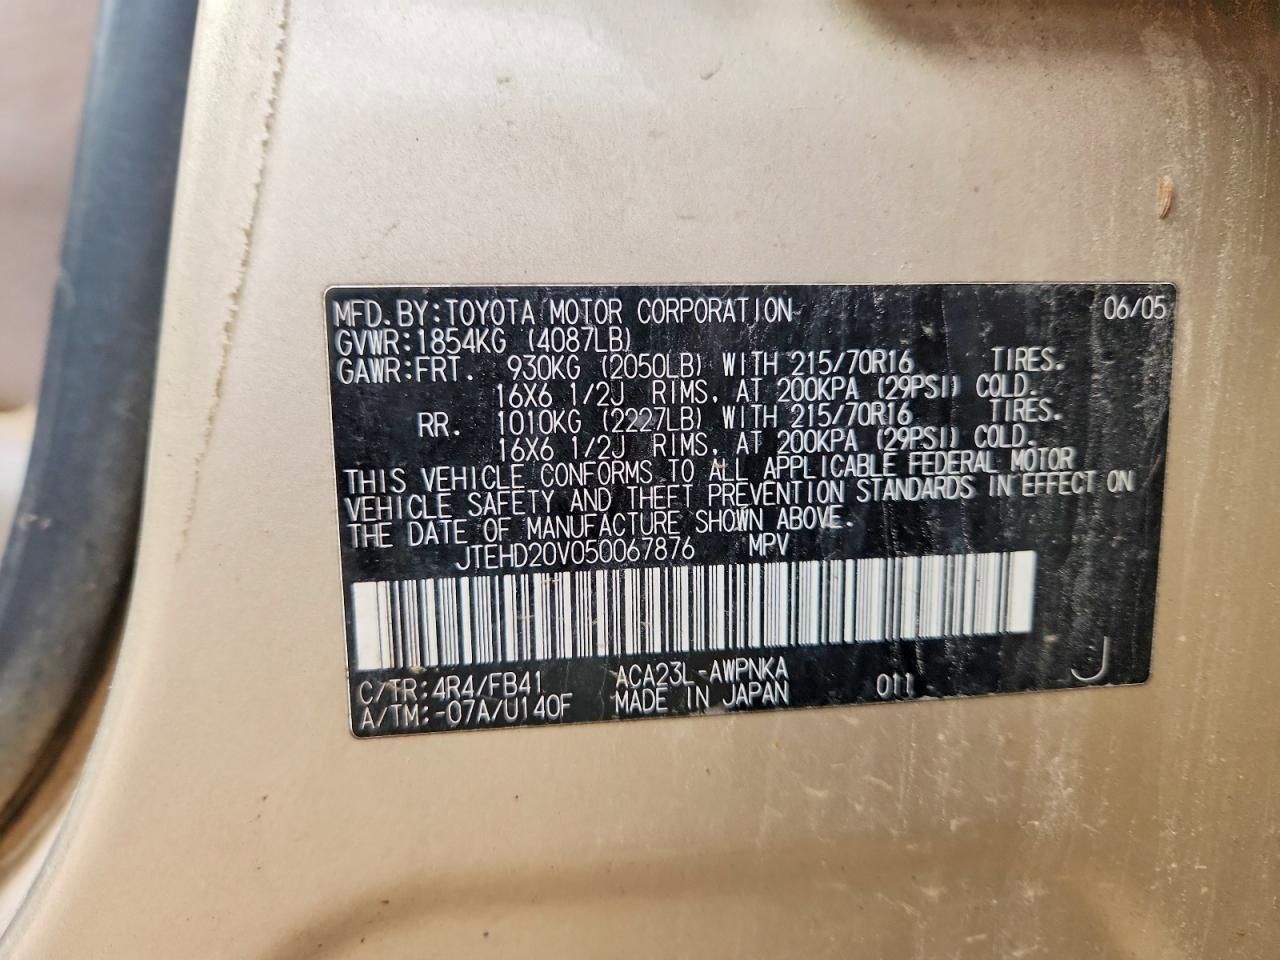 MFD. BY: TOYOTA MOTOR CORPORATION 06/05
GVWR: 1854KG (4087LB)
GAWR: FRT. 930KG (2050LB) WITH 215/70R16 TIRES.
16X6 1/2J RIMS. AT 200KPA (29PSI) COLD.
RR. 1010KG (2227LB) WITH 215/70R16 TIRES.
16X6 1/2J RIMS. AT 200KPA (29PSI) COLD.
THIS VEHICLE CONFORMS TO ALL APPLICABLE FEDERAL MOTOR
VEHICLE SAFETY AND THEFT PREVENTION STANDARDS IN EFFECT ON
THE DATE OF MANUFACTURE SHOWN ABOVE.
JTEHD20V050067876 MPV
C/TR: 4R4/FB41 ACA23L-AWPNKA
A/TM: -07A/U140F MADE IN JAPAN 011 J